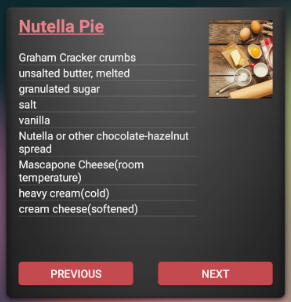 Nutella Pie
Graham Cracker crumbs
unsalted butter, melted
granulated sugar
salt
vanilla
Nutella or other chocolate-hazelnut
spread
Mascapone Cheese(room
temperature)
heavy cream(cold)
cream cheese(softened)
PREVIOUS
NEXT